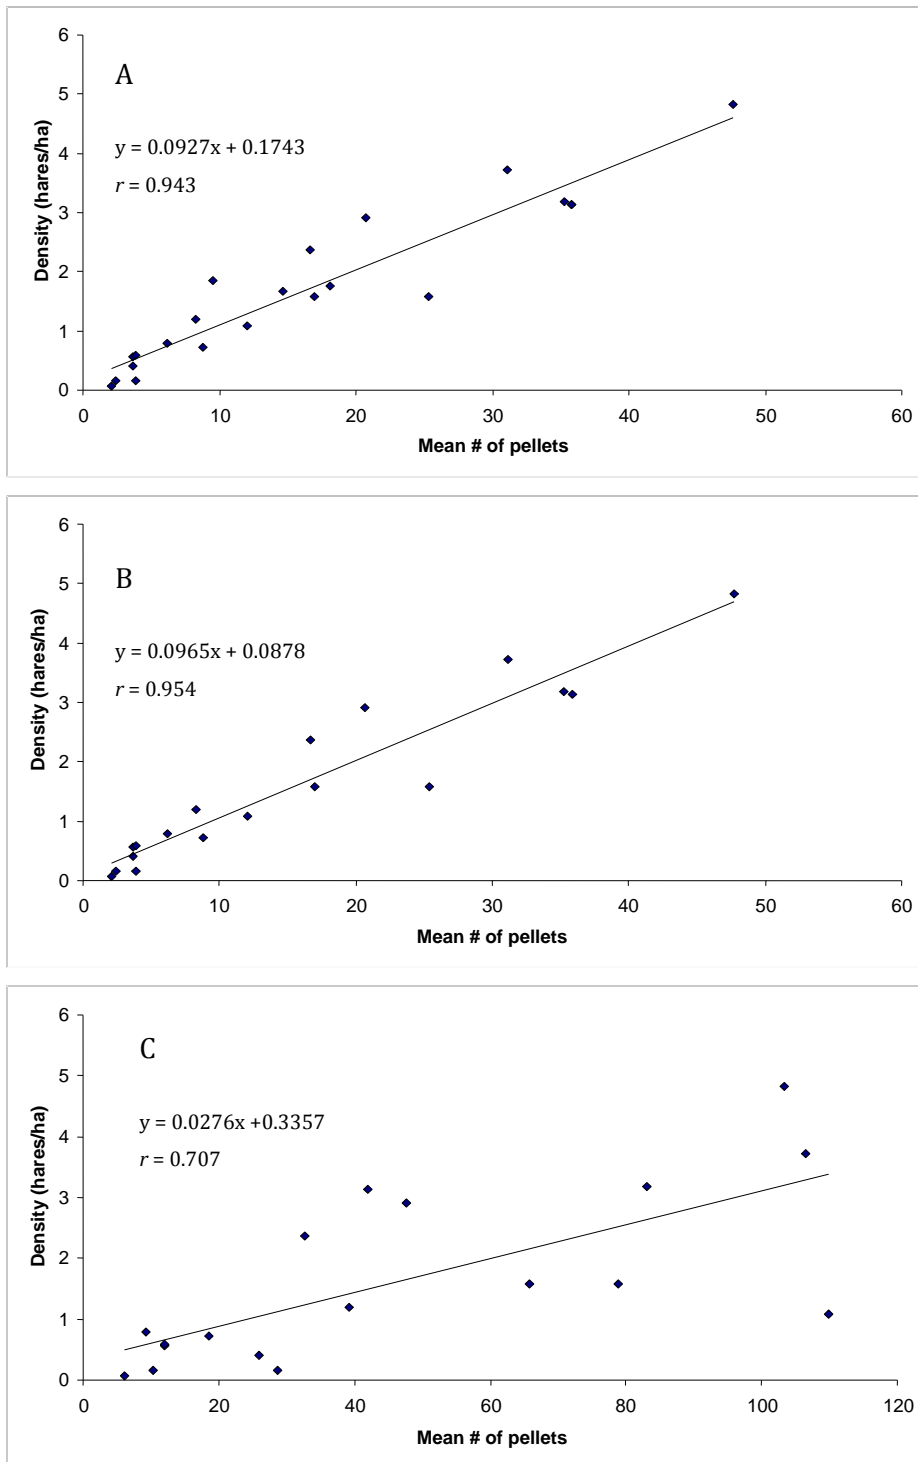 6
A
5
y = 0.0927x + 0.1743
4
r = 0.943
3
2
1
0
0 10 20 30 40 50 60
Density (hares/ha)
Mean # of pellets
6
B
5
y = 0.0965x + 0.0878
4
r = 0.954
3
2
1
0
0 10 20 30 40 50 60
Density (hares/ha)
Mean # of pellets
6
C
5
y = 0.0276x +0.3357
4
r = 0.707
3
2
1
0
0 20 40 60 80 100 120
Density (hares/ha)
Mean # of pellets